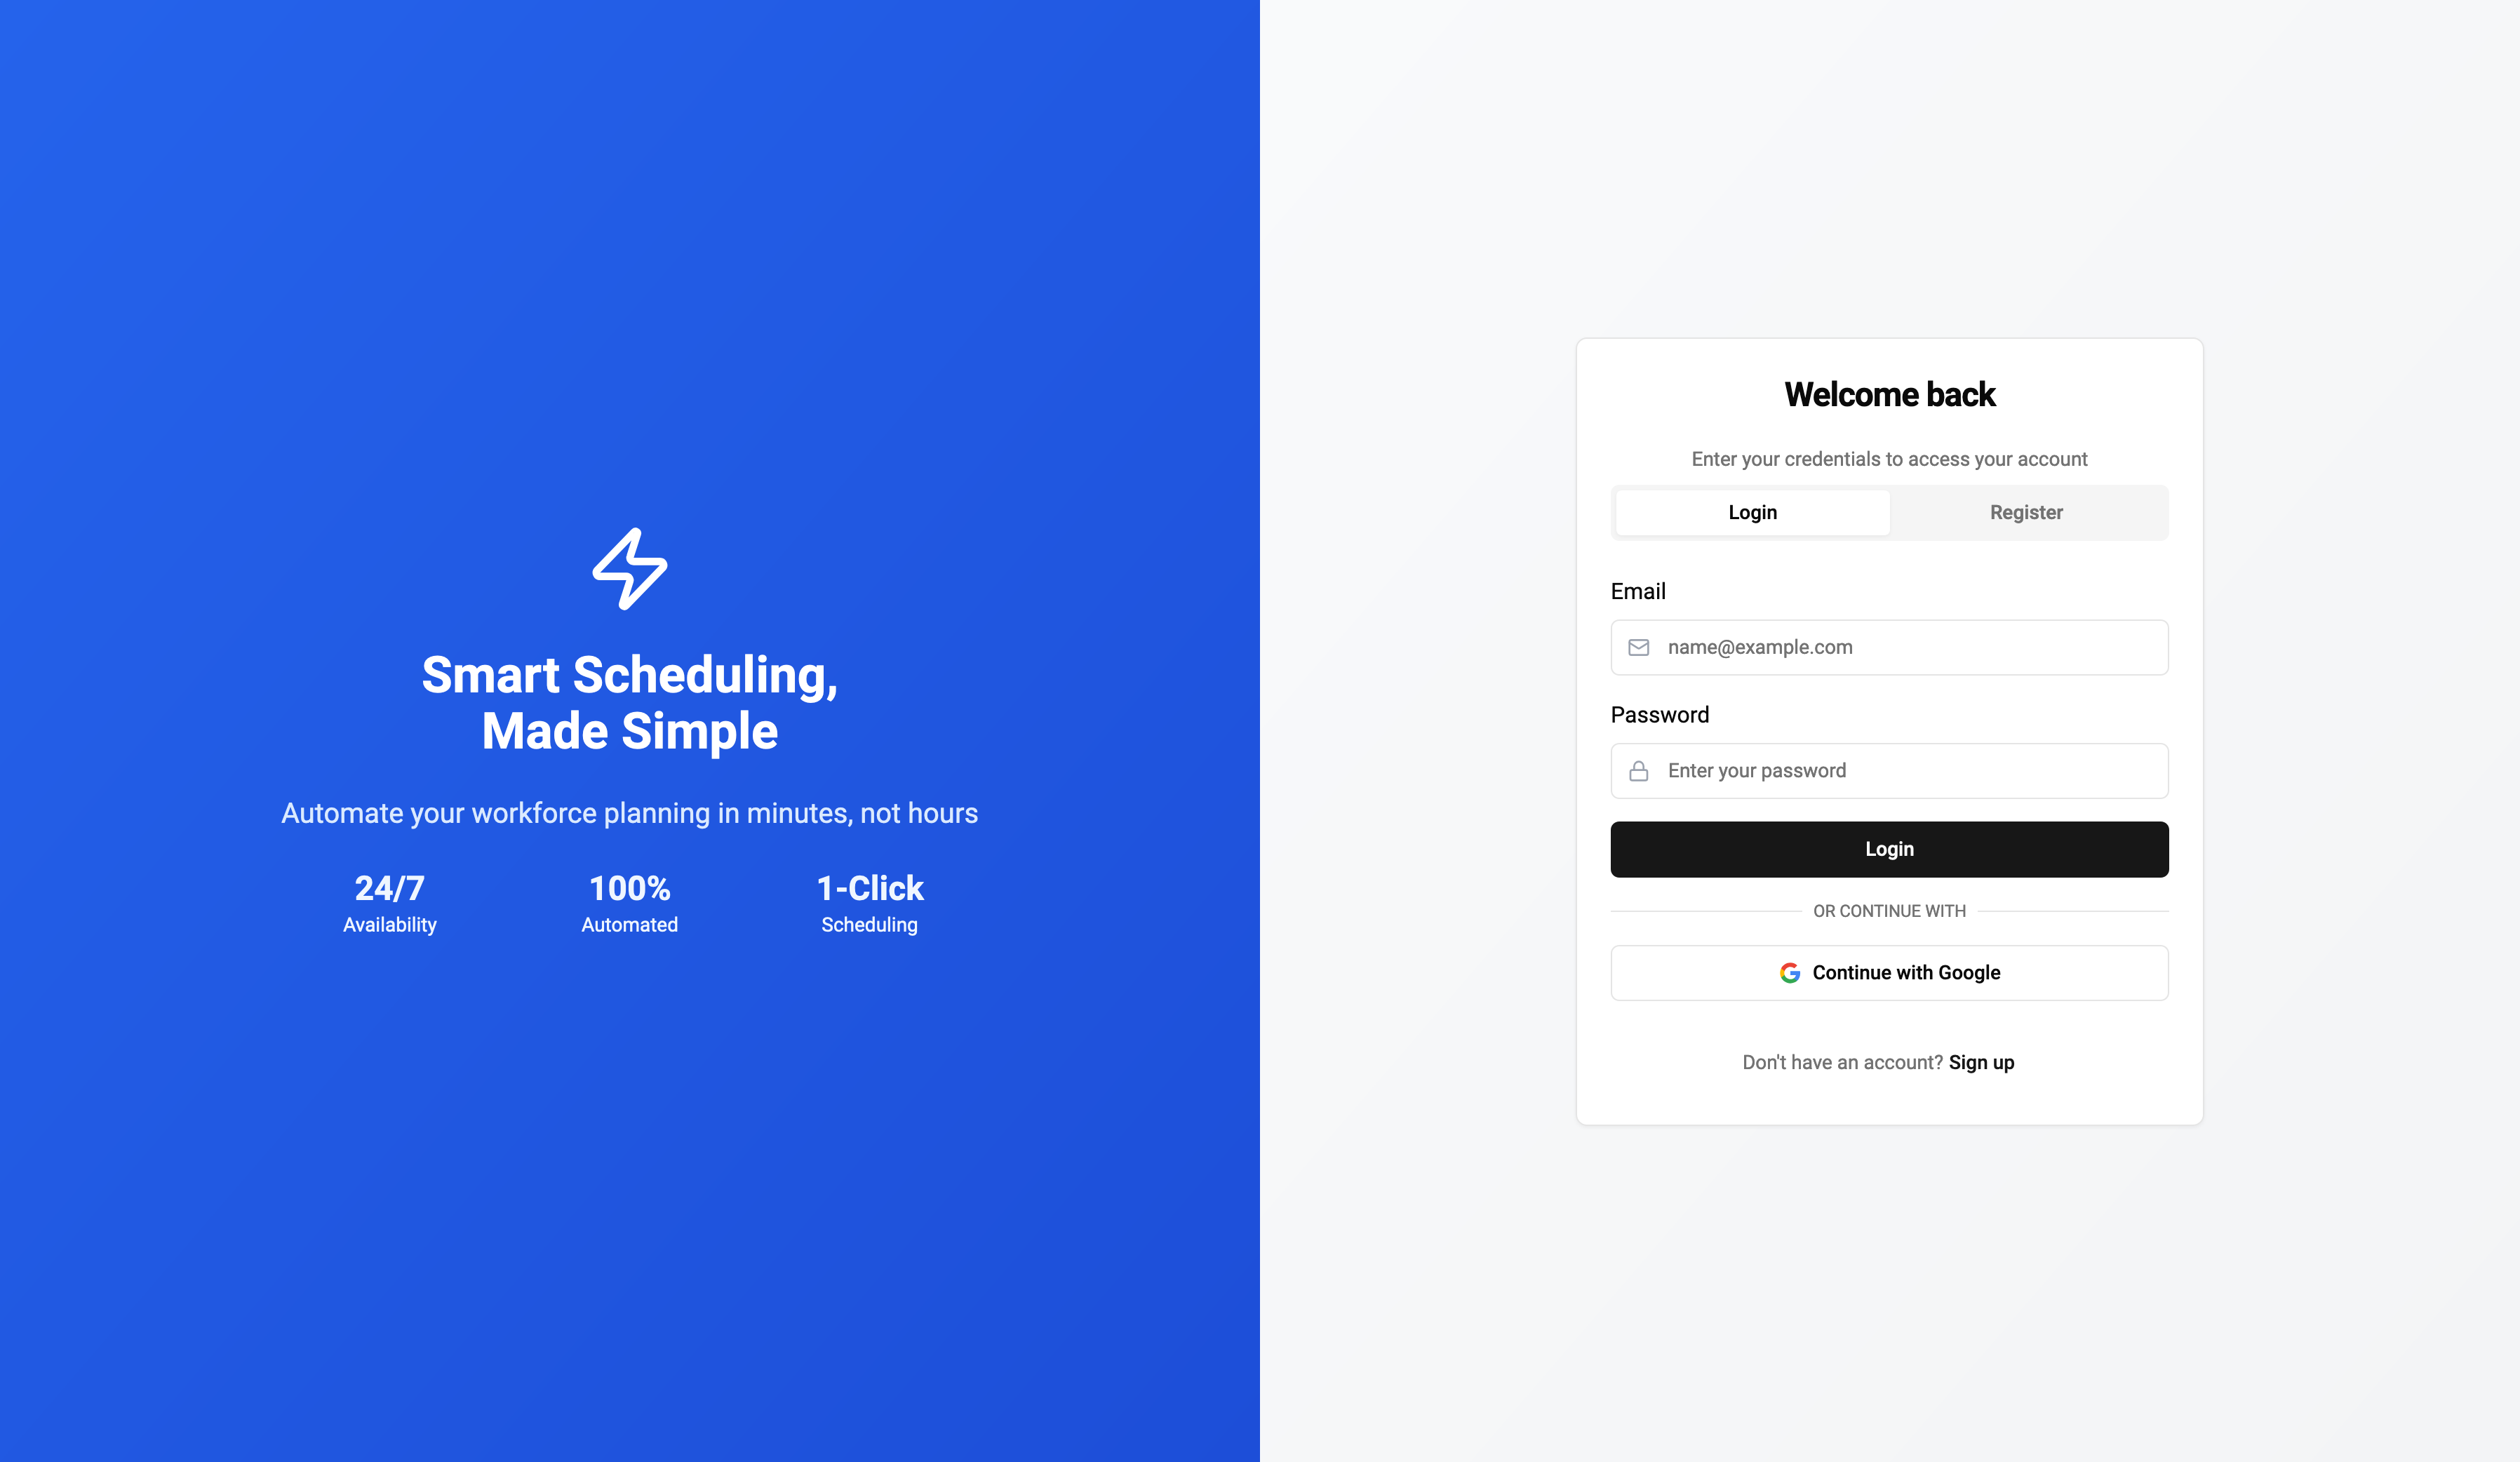 Smart Scheduling,
Made Simple
Automate your workforce planning in minutes, not hours
24/7
Availability
100%
Automated
1-Click
Scheduling
Welcome back
Enter your credentials to access your account
Login
Register
Email
name@example.com
Password
Enter your password
Login
OR CONTINUE WITH
Continue with Google
Don't have an account? Sign up